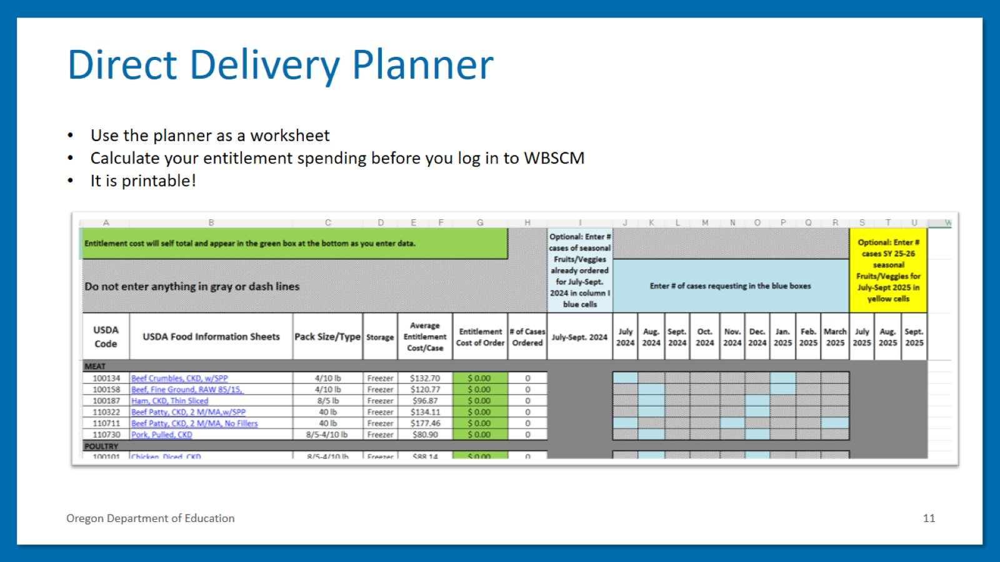 Direct Delivery Planner
• Use the planner as a worksheet
• Calculate your entitlement spending before you log in to WBSCM
• It is printable!
A B C D E F G H I J K L M N O P Q R S T U W
Entitlement cost will self total and appear in the green box at the bottom as you enter data.
Do not enter anything in gray or dash lines
Optional: Enter #
cases of seasonal
Fruits/Veggies
already ordered
for July-Sept.
2024 in column I
blue cells
Enter # of cases requesting in the blue boxes
Optional: Enter #
cases SY 25-26
seasonal
Fruits/Veggies for
July-Sept 2025 in
yellow cells
USDA Code USDA Food Information Sheets Pack Size/Type Storage Average Entitlement Cost/Case Entitlement Cost of Order # of Cases Ordered July-Sept. 2024 July 2024 Aug. 2024 Sept. 2024 Oct. 2024 Nov. 2024 Dec. 2024 Jan. 2025 Feb. 2025 March 2025 July 2025 Aug. 2025 Sept. 2025
MEAT
100134 Beef Crumbles, CKD, w/SPP 4/10 lb Freezer $132.70 $ 0.00 0
100158 Beef, Fine Ground, RAW 85/15, 4/10 lb Freezer $120.77 $ 0.00 0
100187 Ham, CKD, Thin Sliced 8/5 lb Freezer $96.87 $ 0.00 0
110322 Beef Patty, CKD, 2 M/MA,w/SPP 40 lb Freezer $134.11 $ 0.00 0
110711 Beef Patty, CKD, 2 M/MA, No Fillers 40 lb Freezer $177.46 $ 0.00 0
110730 Pork, Pulled, CKD 8/5-4/10 lb Freezer $80.90 $ 0.00 0
POULTRY
100101 Chicken, Diced, CKD 8/5-4/10 lb Freezer $88.14 $ 0.00 0
Oregon Department of Education
11